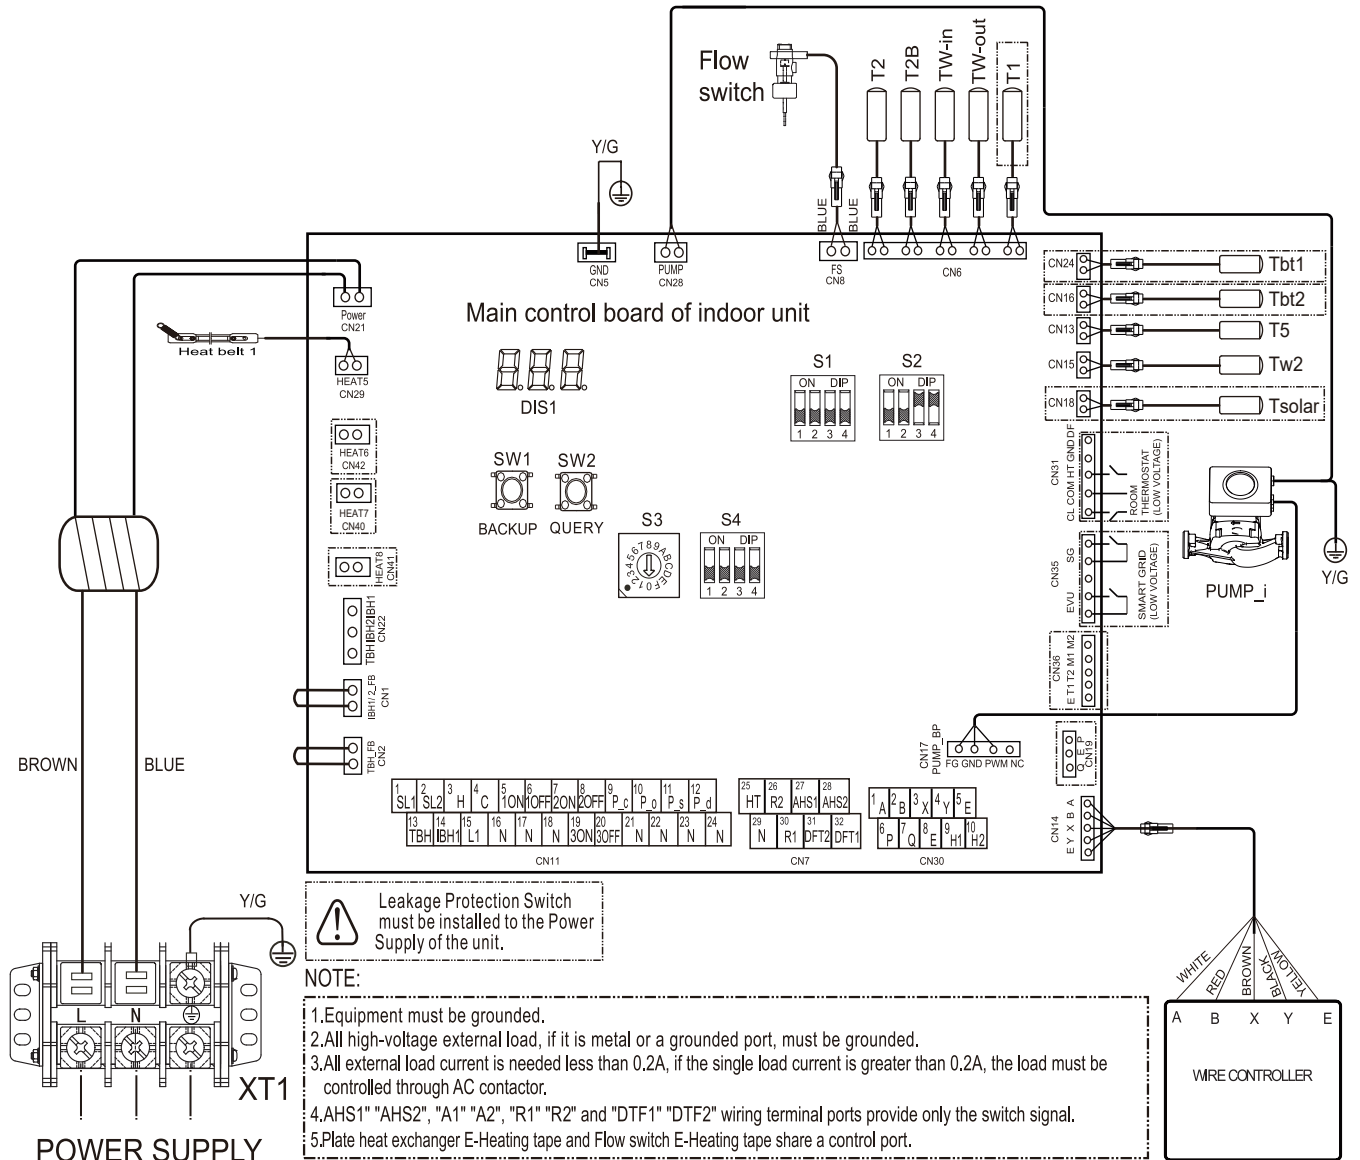 Flow
switch
T2
T2B
TW-in
TW-out
T1
Y/G
BLUE
BLUE
GND
CN5
PUMP
CN28
FS
CN8
CN6
Power
CN21
Heat belt 1
HEAT5
CN29
HEAT6
CN42
HEAT7
CN40
HEAT8
CN41
TBH IBH2 IBH1
CN22
IBH1/ 2_FB
CN1
TBH_FB
CN2
Main control board of indoor unit
DIS1
S1
ON DIP
1 2 3 4
S2
ON DIP
1 2 3 4
SW1
BACKUP
SW2
QUERY
S3
0123456789ABCDEF
S4
ON DIP
1 2 3 4
CN24
Tbt1
CN16
Tbt2
CN13
T5
CN15
Tw2
CN18
Tsolar
CN31
CL COM HT GND DF
ROOM
THERMOSTAT
(LOW VOLTAGE)
CN35
EVU
SG
SMART GRID
(LOW VOLTAGE)
CN36
E T1 T2 M1 M2
PUMP_i
Y/G
CN17
PUMP_BP
FG GND PWM NC
Q E P
CN19
CN14
E Y X B A
BROWN
BLUE
1 SL1 2 SL2 3 H 4 C 5 1ON 6 1OFF 7 2ON 8 2OFF 9 P_c 10 P_o 11 P_s 12 P_d
13 TBH 14 IBH1 15 L1 16 N 17 N 18 N 19 3ON 20 3OFF 21 N 22 N 23 N 24 N
CN11
25 HT 26 R2 27 AHS1 28 AHS2
29 N 30 R1 31 DFT2 32 DFT1
CN7
1 A 2 B 3 X 4 Y 5 E
6 P 7 Q 8 E 9 H1 10 H2
CN30
Y/G
L N
XT1
POWER SUPPLY
Leakage Protection Switch
must be installed to the Power
Supply of the unit.
NOTE:
1.Equipment must be grounded.
2.All high-voltage external load, if it is metal or a grounded port, must be grounded.
3.All external load current is needed less than 0.2A, if the single load current is greater than 0.2A, the load must be
controlled through AC contactor.
4.AHS1" "AHS2", "A1" "A2", "R1" "R2" and "DTF1" "DTF2" wiring terminal ports provide only the switch signal.
5.Plate heat exchanger E-Heating tape and Flow switch E-Heating tape share a control port.
WHITE
RED
BROWN
BLACK
YELLOW
A B X Y E
WIRE CONTROLLER